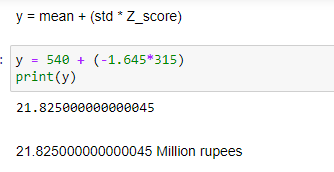 y = mean + (std * Z_score)
: y = 540 + (-1.645*315)
print(y)
21.825000000000045
21.825000000000045 Million rupees